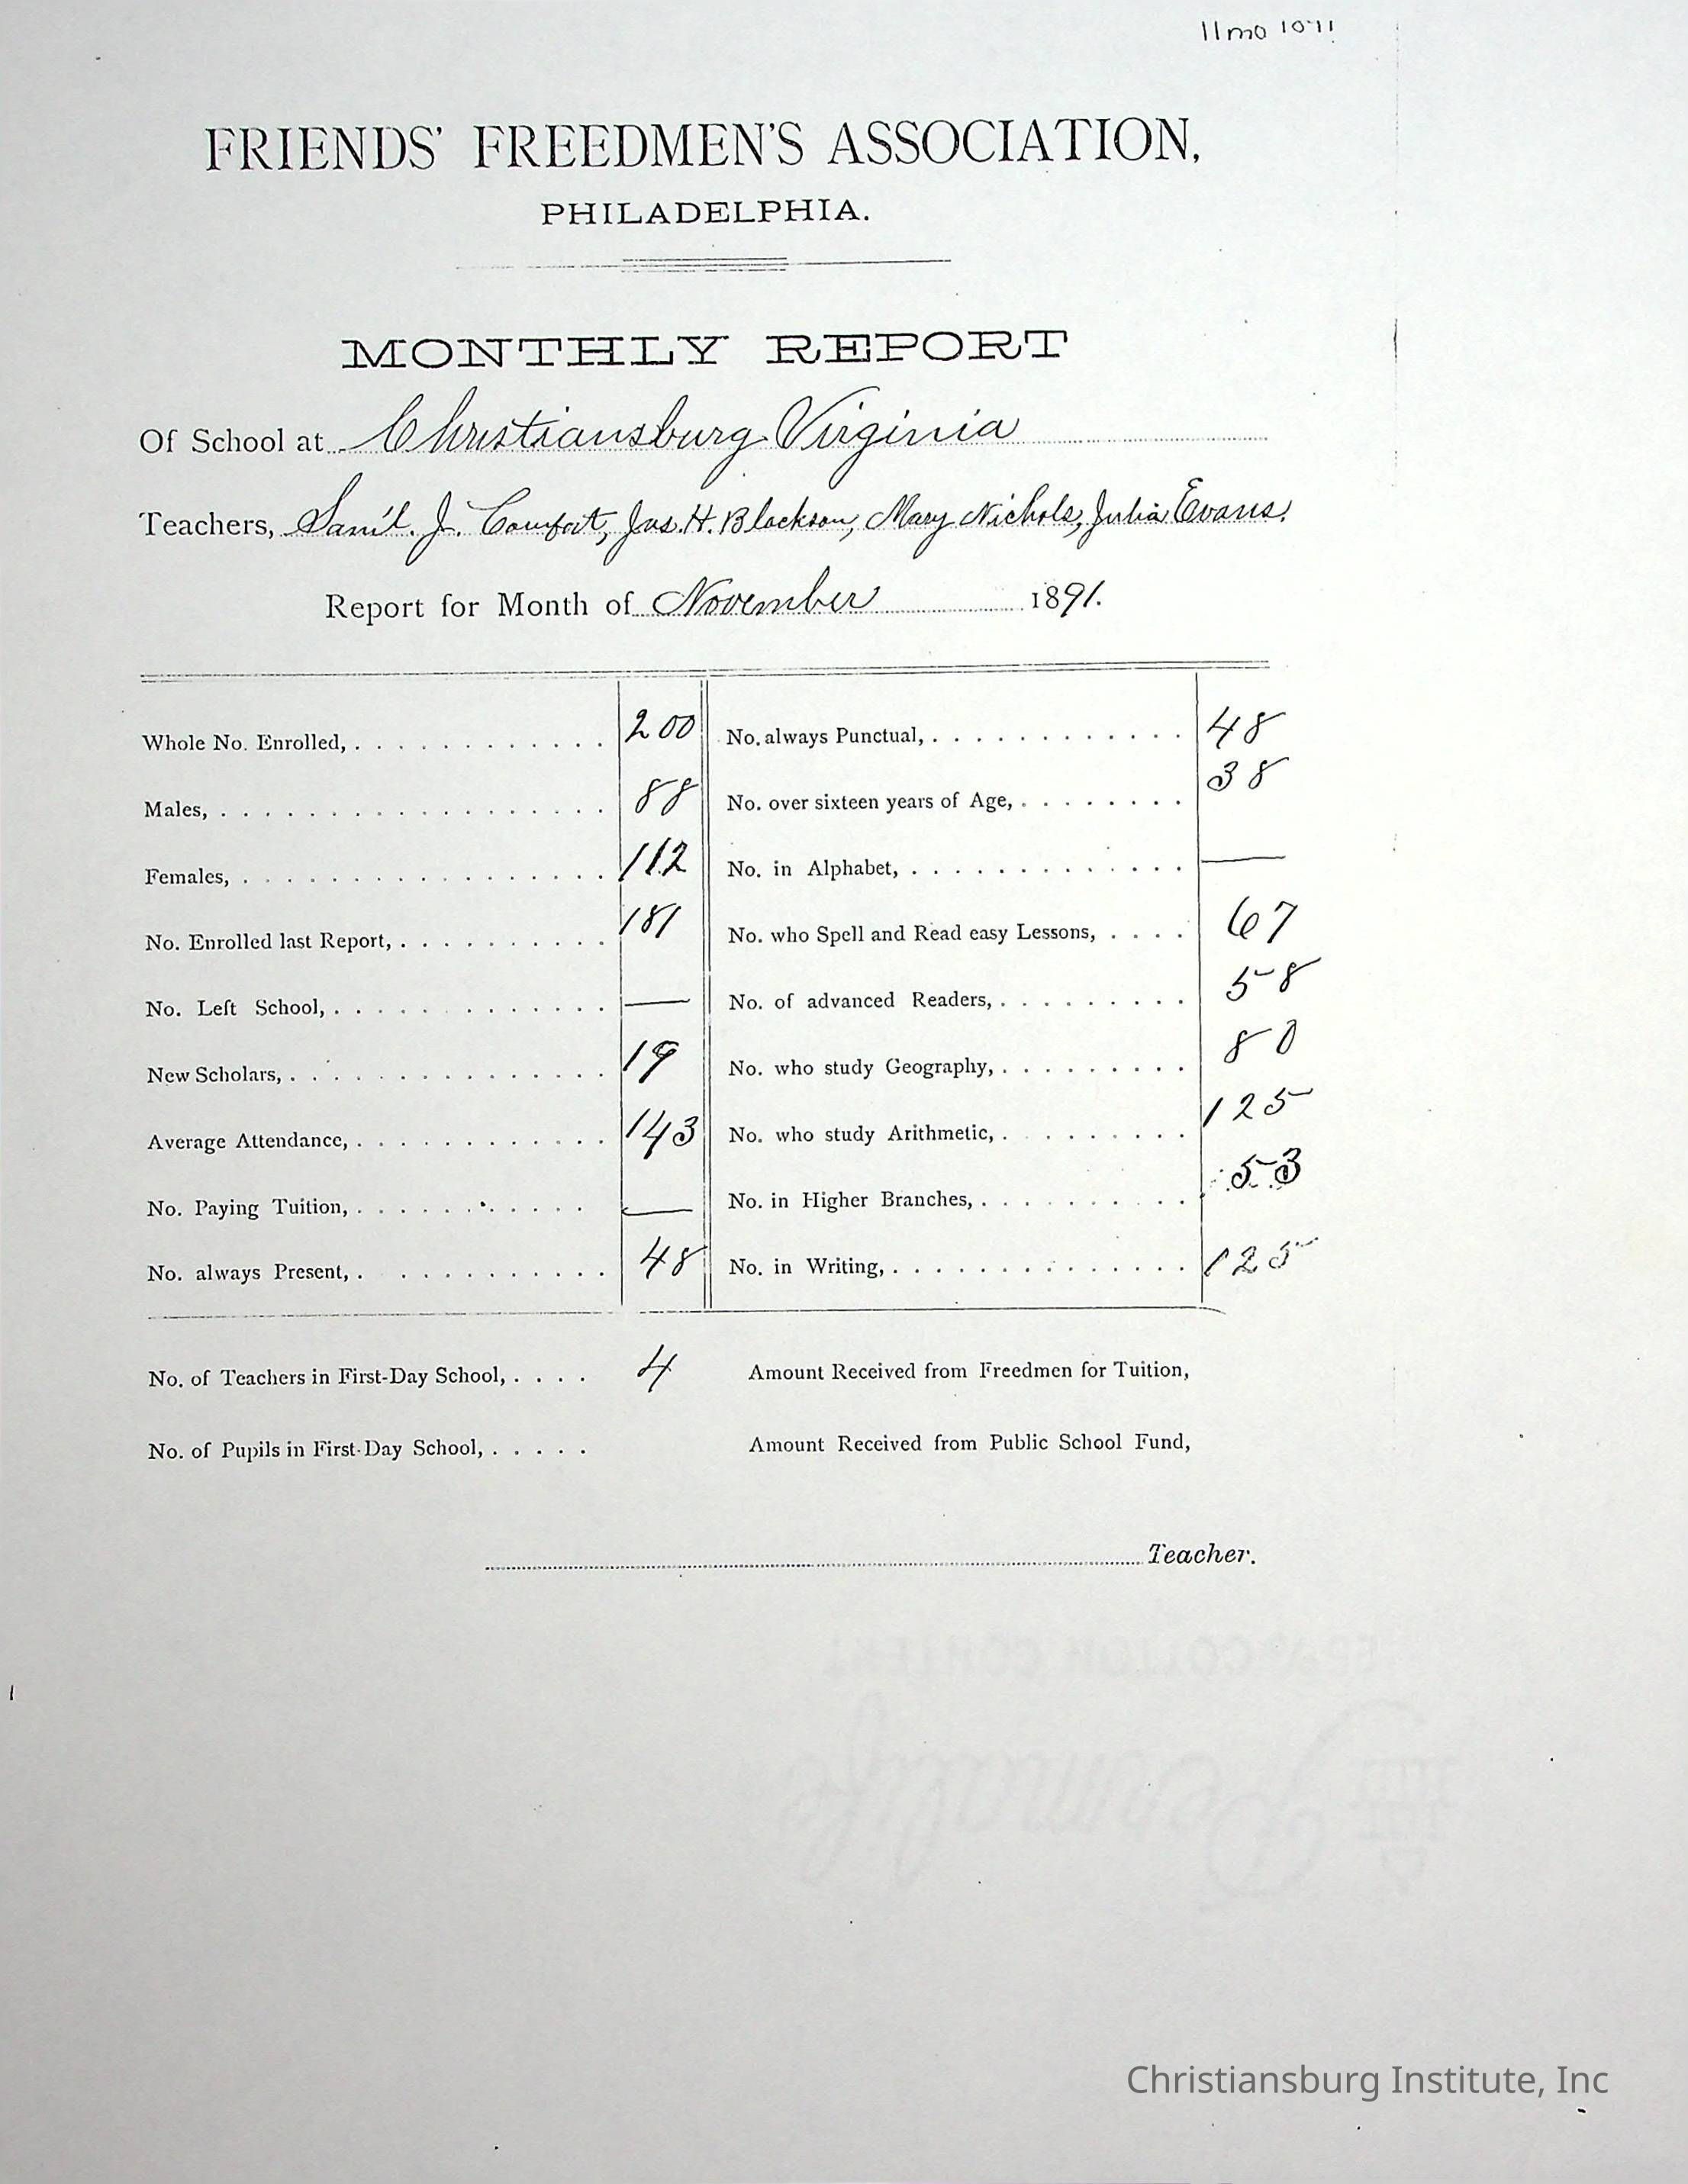 11mo 1891
FRIENDS' FREEDMEN'S ASSOCIATION,
PHILADELPHIA.
MONTHLY REPORT
Of School at Christiansburg Virginia
Teachers, Sam'l. J. Comfort, Jas. H. Blackson, Mary Nichols, Julia Evans.
Report for Month of November 1891.
Whole No. Enrolled, 200 No. always Punctual, 48
Males, 88 No. over sixteen years of Age, 38
Females, 112 No. in Alphabet, —
No. Enrolled last Report, 181 No. who Spell and Read easy Lessons, 67
No. Left School, — No. of advanced Readers, 58
New Scholars, 19 No. who study Geography, 80
Average Attendance, 143 No. who study Arithmetic, 125
No. Paying Tuition, — No. in Higher Branches, 53
No. always Present, 48 No. in Writing, 125
No. of Teachers in First-Day School, 4 Amount Received from Freedmen for Tuition,
No. of Pupils in First-Day School, Amount Received from Public School Fund,
Teacher.
Christiansburg Institute, Inc